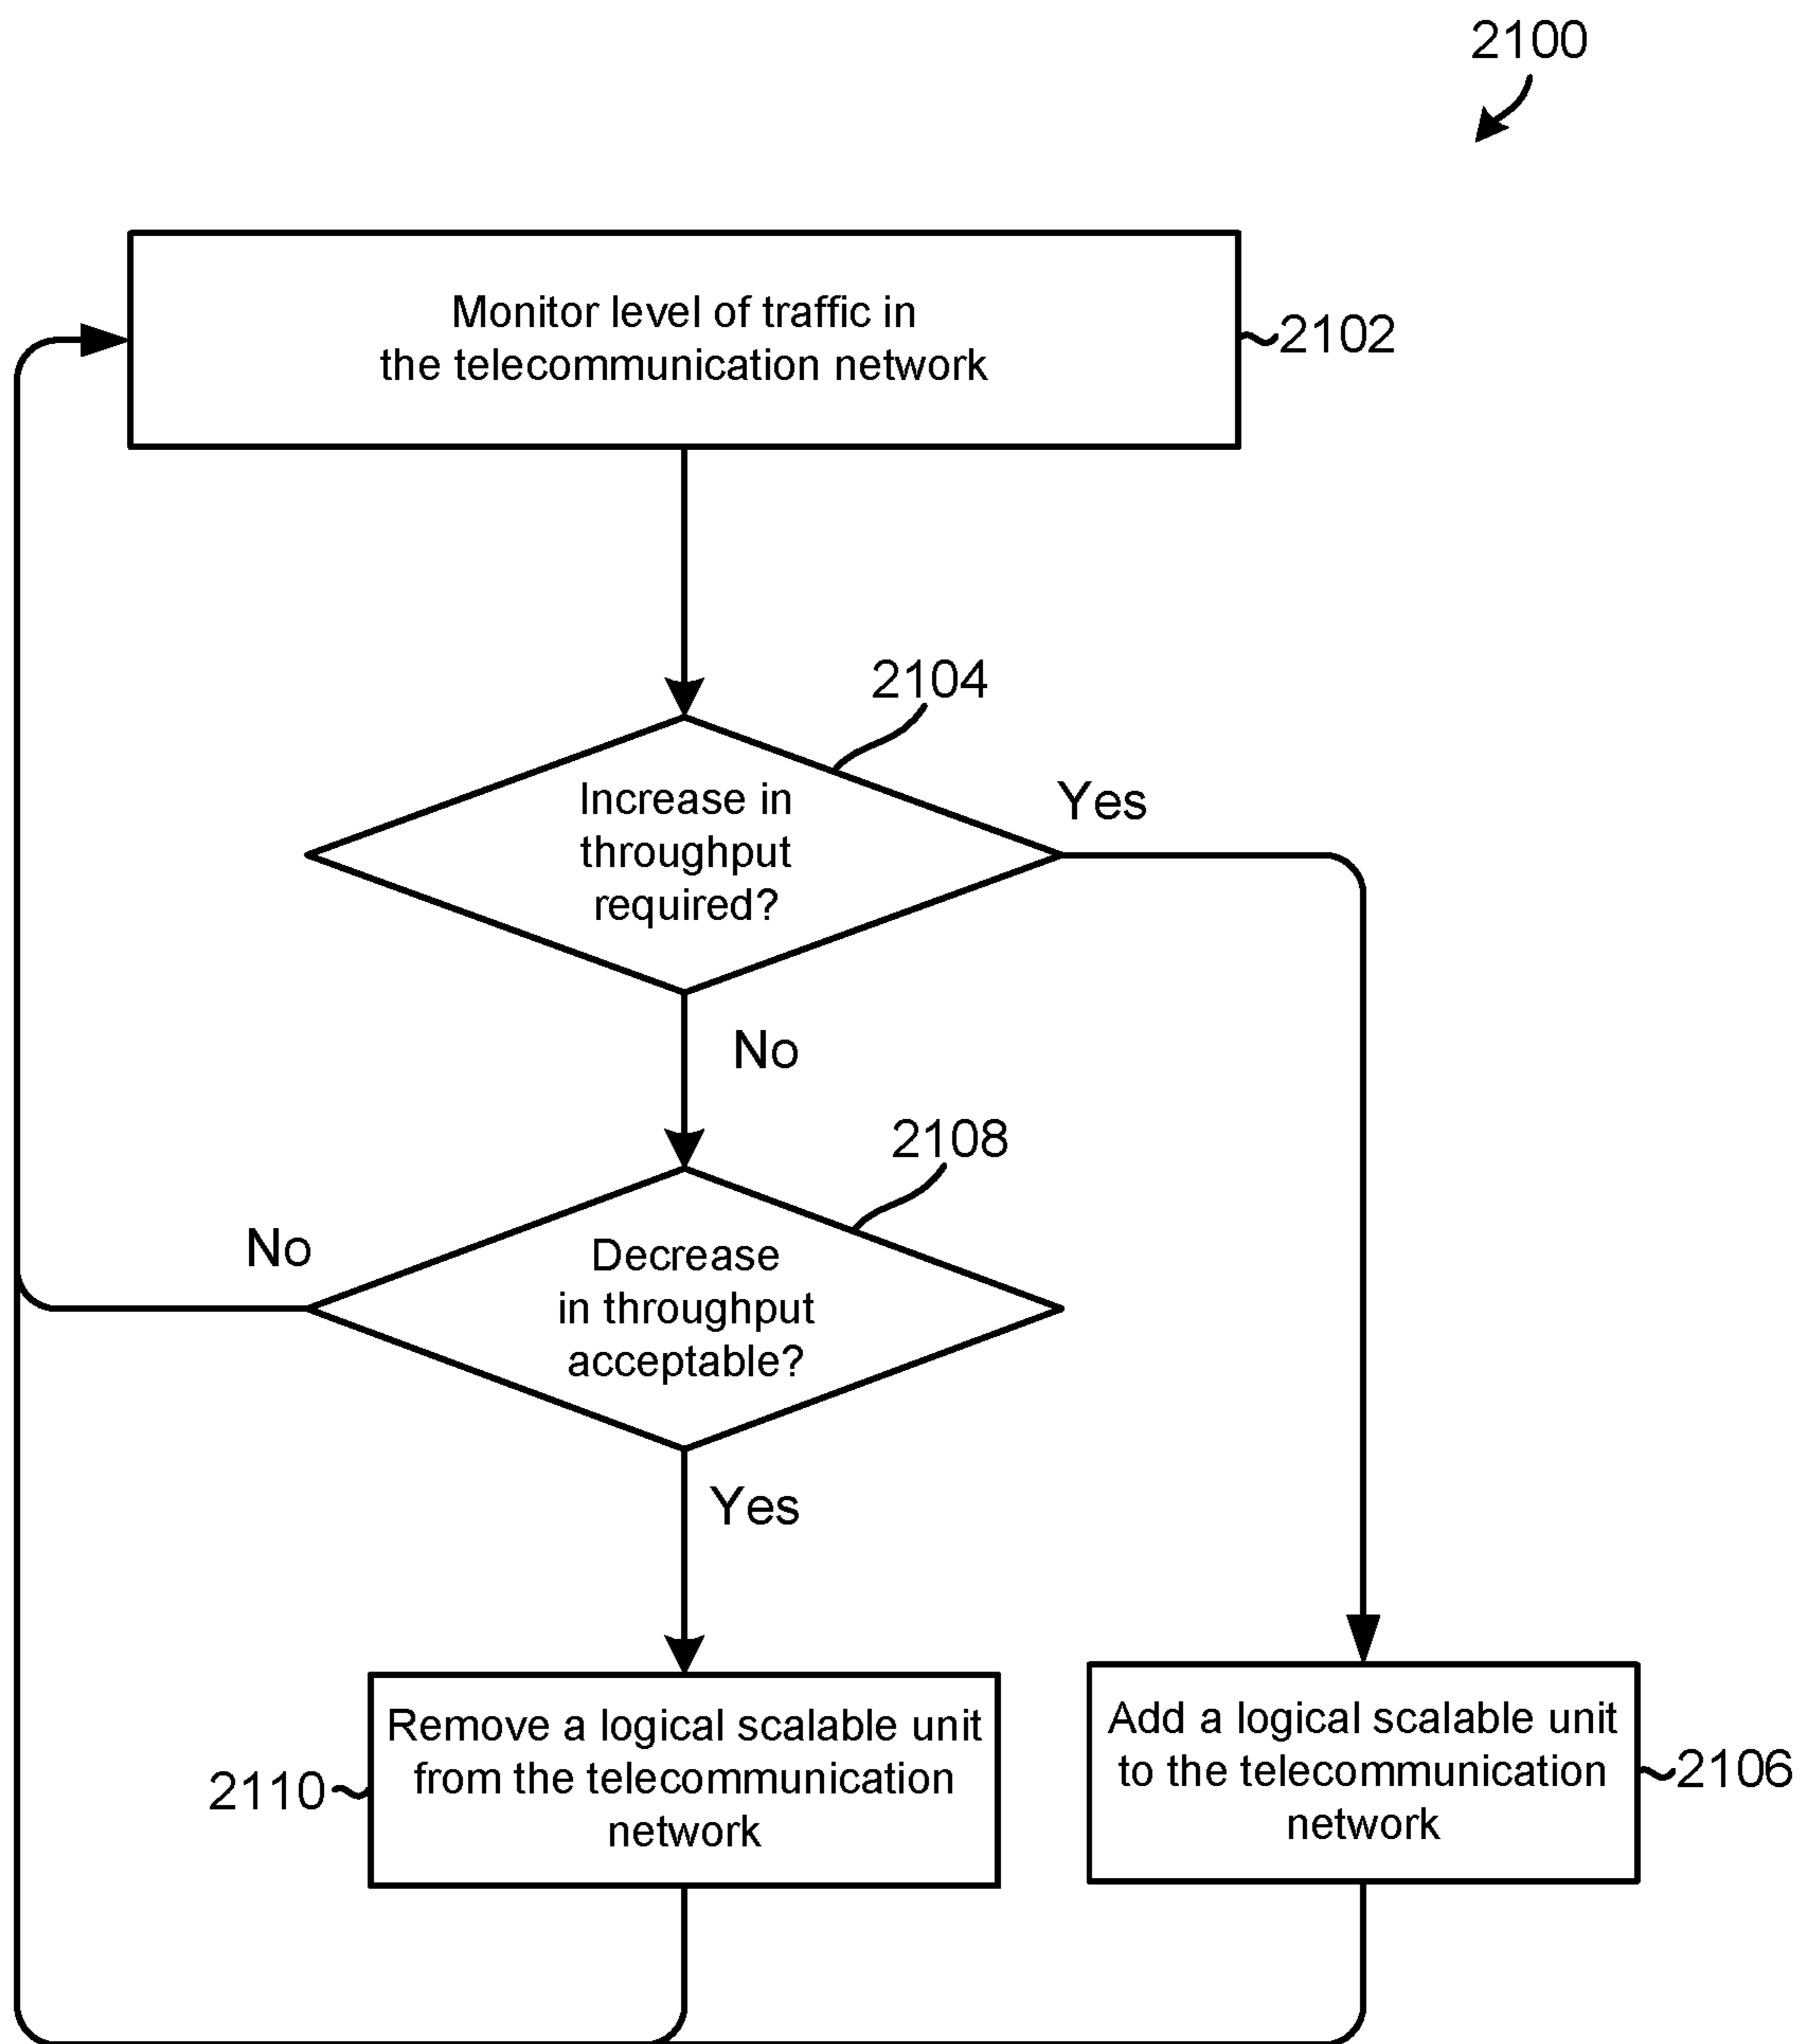 2100
Monitor level of traffic in
the telecommunication network
2102
2104
Increase in
throughput
required?
Yes
No
2108
Decrease
in throughput
acceptable?
No
Yes
Remove a logical scalable unit
from the telecommunication
network
2110
Add a logical scalable unit
to the telecommunication
network
2106